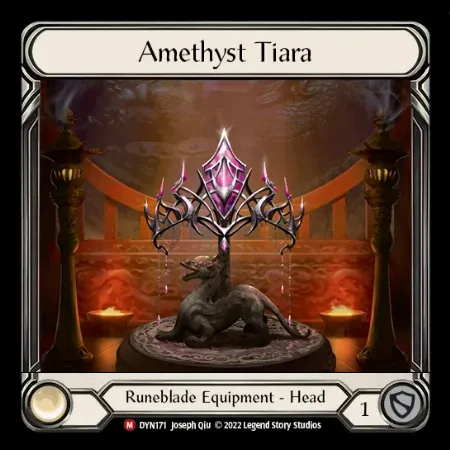 Amethyst Tiara
Runeblade Equipment - Head
1
M DYN171 Joseph Qiu © 2022 Legend Story Studios